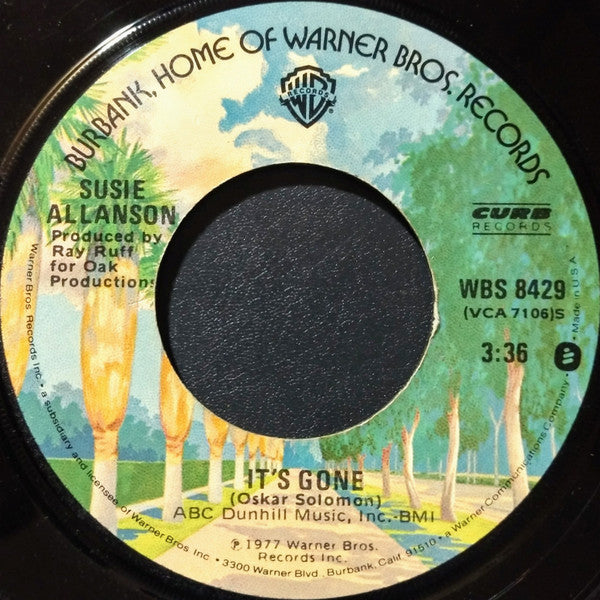 BURBANK, HOME OF WARNER BROS. RECORDS
WB
RECORDS
®
SUSIE
ALLANSON
Produced by
Ray Ruff
for Oak
Productions
CURB
RECORDS
WBS 8429
(VCA 7106)S
3:36
Made in U.S.A.
IT'S GONE
(Oskar Solomon)
ABC Dunhill Music, Inc.-BMI
℗ 1977 Warner Bros.
Records Inc.
Warner Bros. Records Inc. • a subsidiary and licensee of Warner Bros. Inc. • 3300 Warner Blvd., Burbank, Calif. 91510 • a Warner Communications Company •